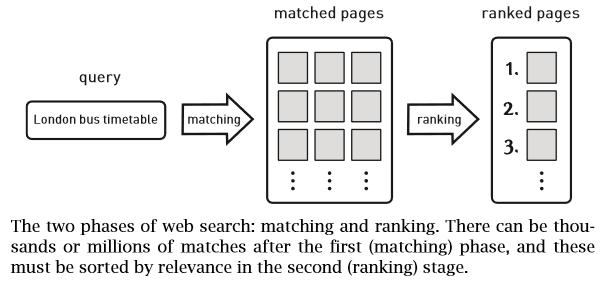 matched pages
ranked pages
query
London bus timetable
matching
ranking
1.
2.
3.
The two phases of web search: matching and ranking. There can be thou-
sands or millions of matches after the first (matching) phase, and these
must be sorted by relevance in the second (ranking) stage.